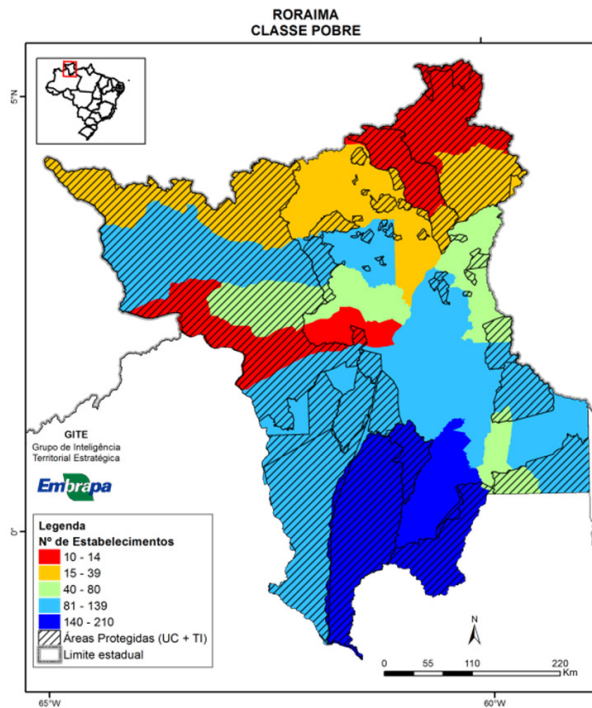 RORAIMA
CLASSE POBRE
5°N
GITE
Grupo de Inteligência
Territorial Estratégica
Embrapa
0°
Legenda
Nº de Estabelecimentos
10 - 14
15 - 39
40 - 80
81 - 139
140 - 210
Áreas Protegidas (UC + TI)
Limite estadual
N
0 55 110 220
Km
65°W 60°W